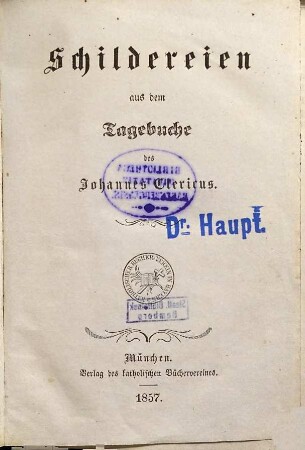 Schildereien
aus dem
Tagebuche
des
Johannes Clericus.
Dr. Haupt.
München.
Verlag des katholischen Büchervereines.
1857.